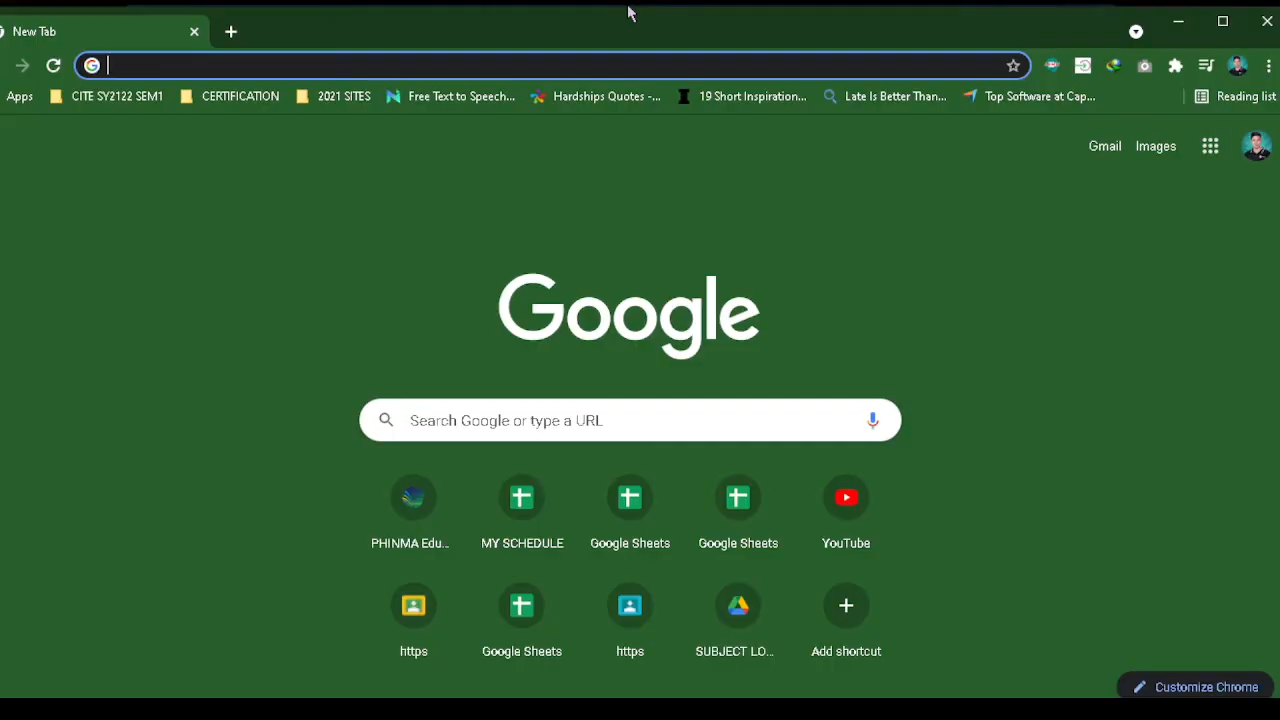 New Tab
Apps CITE SY2122 SEM1 CERTIFICATION 2021 SITES Free Text to Speech... Hardships Quotes -... 19 Short Inspiration... Late Is Better Than... Top Software at Cap... Reading list
Gmail Images
Google
Search Google or type a URL
PHINMA Edu... MY SCHEDULE Google Sheets Google Sheets YouTube
https Google Sheets https SUBJECT LO... Add shortcut
Customize Chrome